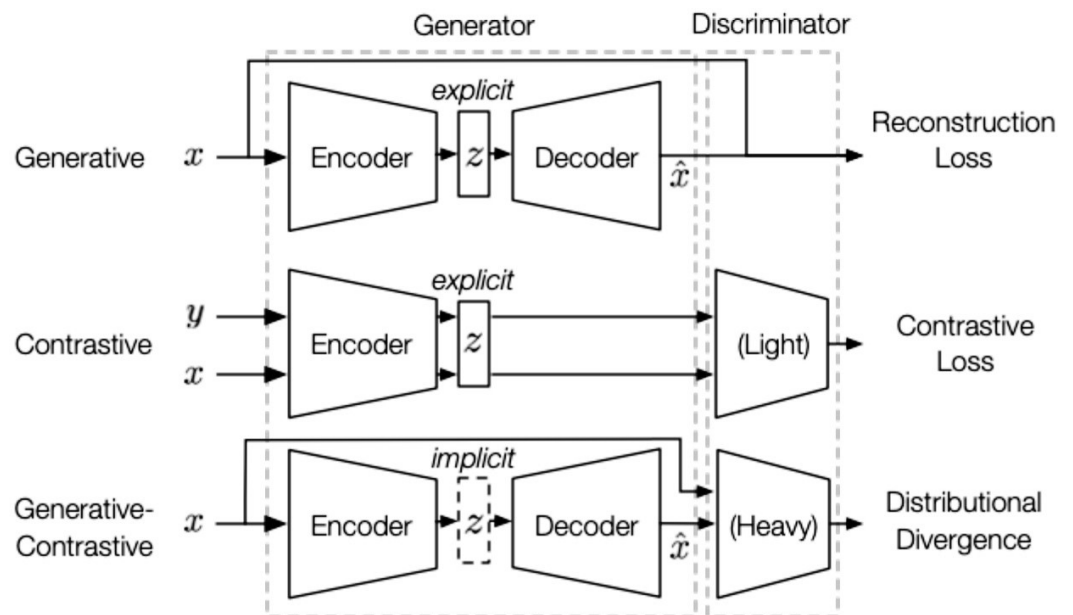 Generator
Discriminator
explicit
Generative
x
Encoder
z
Decoder
x̂
Reconstruction
Loss
explicit
y
Contrastive
x
Encoder
z
(Light)
Contrastive
Loss
implicit
Generative-
Contrastive
x
Encoder
z
Decoder
x̂
(Heavy)
Distributional
Divergence